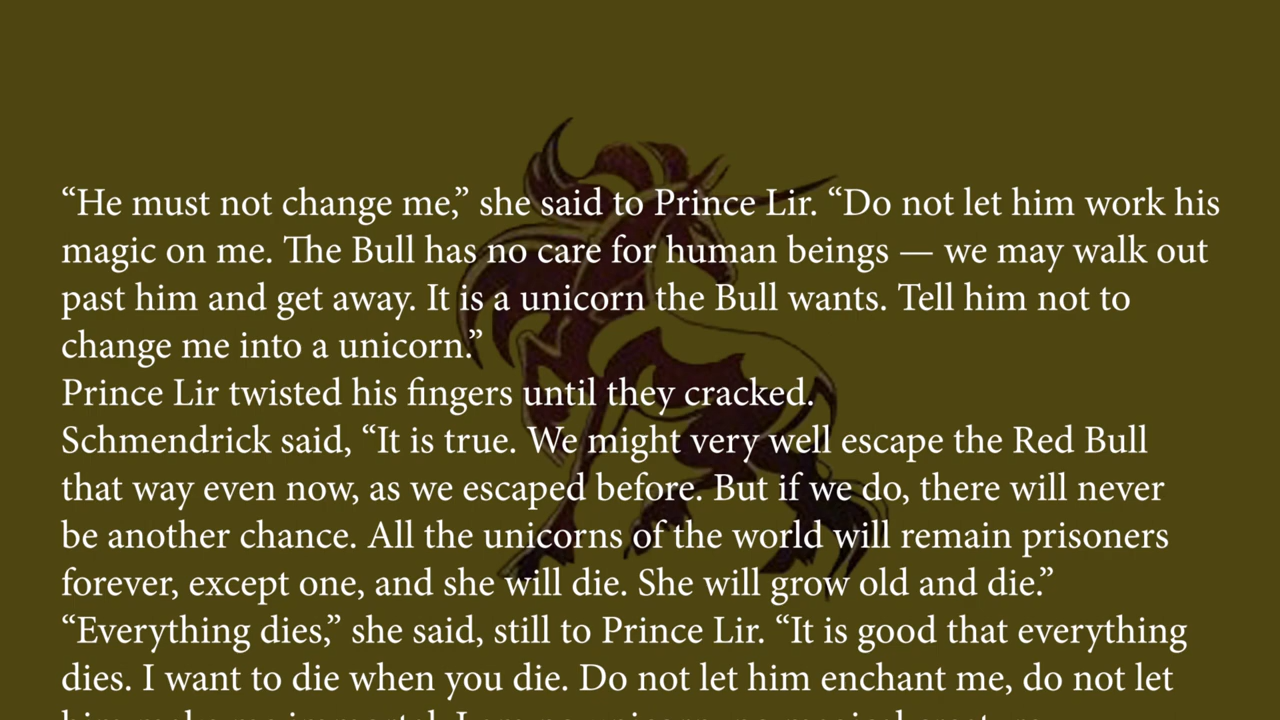 “He must not change me,” she said to Prince Lir. “Do not let him work his
magic on me. The Bull has no care for human beings — we may walk out
past him and get away. It is a unicorn the Bull wants. Tell him not to
change me into a unicorn.”
Prince Lir twisted his fingers until they cracked.
Schmendrick said, “It is true. We might very well escape the Red Bull
that way even now, as we escaped before. But if we do, there will never
be another chance. All the unicorns of the world will remain prisoners
forever, except one, and she will die. She will grow old and die.”
“Everything dies,” she said, still to Prince Lir. “It is good that everything
dies. I want to die when you die. Do not let him enchant me, do not let